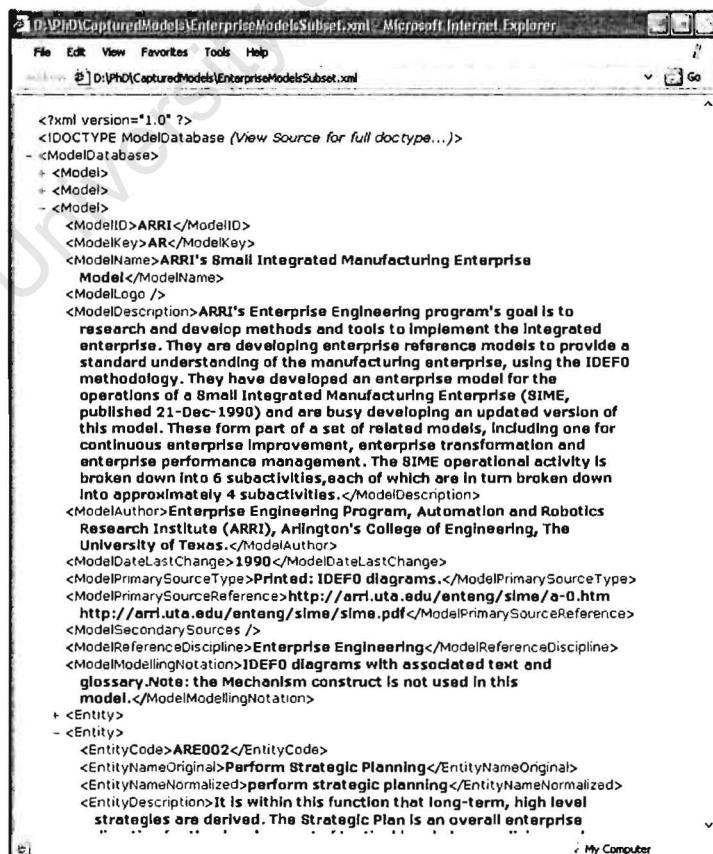 D:\PhD\CapturedModels\EnterpriseModelsSubset.xml - Microsoft Internet Explorer
File Edit View Favorites Tools Help
D:\PhD\CapturedModels\EnterpriseModelsSubset.xml Go
<?xml version="1.0" ?>
<!DOCTYPE ModelDatabase (View Source for full doctype...)>
- <ModelDatabase>
+ <Model>
+ <Model>
- <Model>
<ModelID>ARRI</ModelID>
<ModelKey>AR</ModelKey>
<ModelName>ARRI's Small Integrated Manufacturing Enterprise
Model</ModelName>
<ModelLogo />
<ModelDescription>ARRI's Enterprise Engineering program's goal is to
research and develop methods and tools to implement the integrated
enterprise. They are developing enterprise reference models to provide a
standard understanding of the manufacturing enterprise, using the IDEF0
methodology. They have developed an enterprise model for the
operations of a Small Integrated Manufacturing Enterprise (SIME,
published 21-Dec-1990) and are busy developing an updated version of
this model. These form part of a set of related models, including one for
continuous enterprise improvement, enterprise transformation and
enterprise performance management. The SIME operational activity is
broken down into 6 subactivities,each of which are in turn broken down
into approximately 4 subactivities.</ModelDescription>
<ModelAuthor>Enterprise Engineering Program, Automation and Robotics
Research Institute (ARRI), Arlington's College of Engineering, The
University of Texas.</ModelAuthor>
<ModelDateLastChange>1990</ModelDateLastChange>
<ModelPrimarySourceType>Printed: IDEF0 diagrams.</ModelPrimarySourceType>
<ModelPrimarySourceReference>http://arri.uta.edu/enteng/sime/a-0.htm
http://arri.uta.edu/enteng/sime/sime.pdf</ModelPrimarySourceReference>
<ModelSecondarySources />
<ModelReferenceDiscipline>Enterprise Engineering</ModelReferenceDiscipline>
<ModelModellingNotation>IDEF0 diagrams with associated text and
glossary.Note: the Mechanism construct is not used in this
model.</ModelModellingNotation>
+ <Entity>
- <Entity>
<EntityCode>ARE002</EntityCode>
<EntityNameOriginal>Perform Strategic Planning</EntityNameOriginal>
<EntityNameNormalized>perform strategic planning</EntityNameNormalized>
<EntityDescription>It is within this function that long-term, high level
strategies are derived. The Strategic Plan is an overall enterprise
My Computer
University